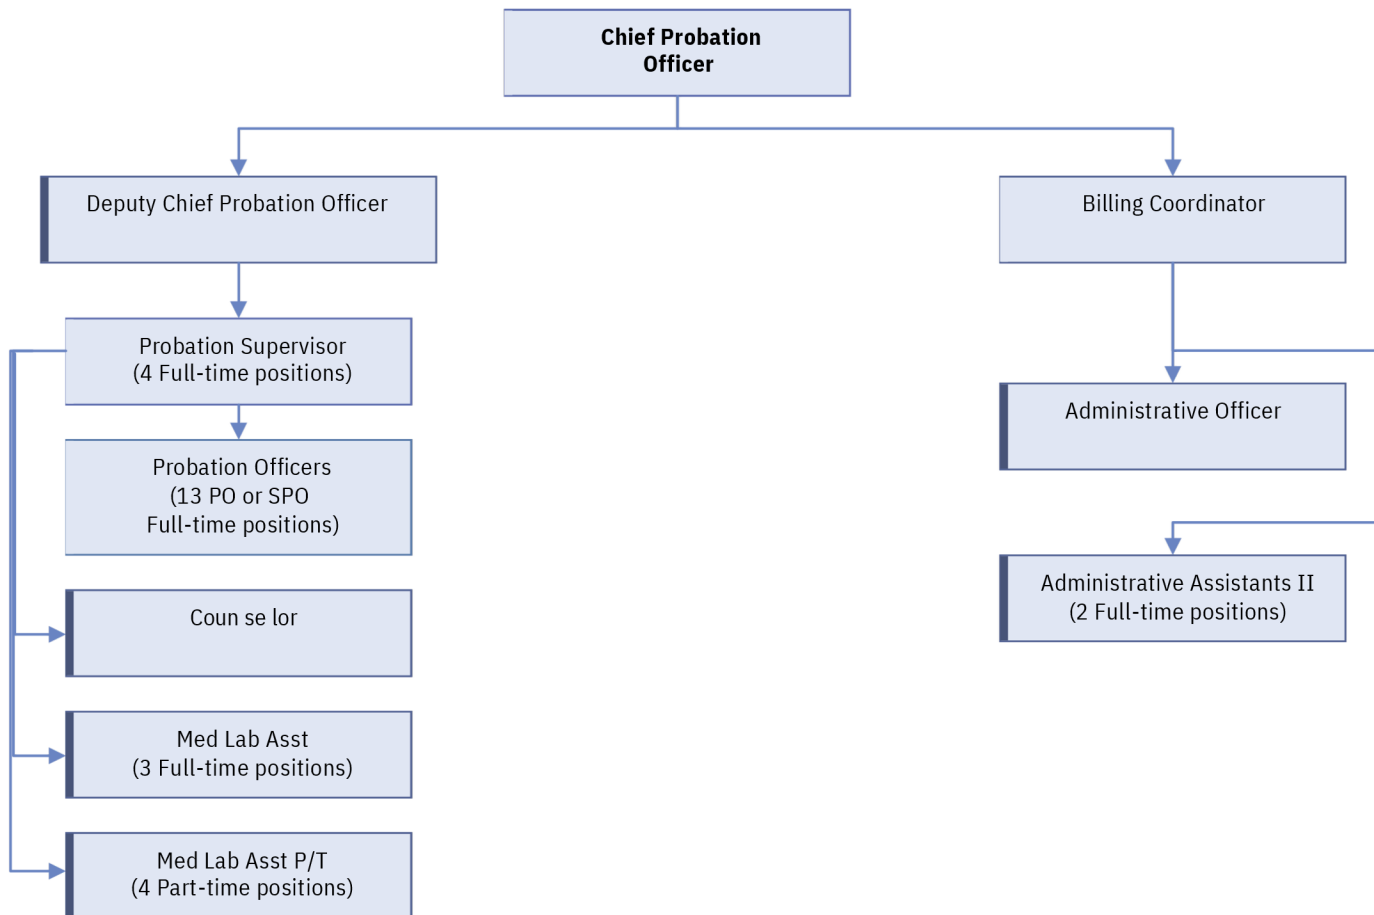 Chief Probation
Officer
Deputy Chief Probation Officer
Billing Coordinator
Probation Supervisor
(4 Full-time positions)
Administrative Officer
Probation Officers
(13 PO or SPO
Full-time positions)
Administrative Assistants II
(2 Full-time positions)
Coun se lor
Med Lab Asst
(3 Full-time positions)
Med Lab Asst P/T
(4 Part-time positions)